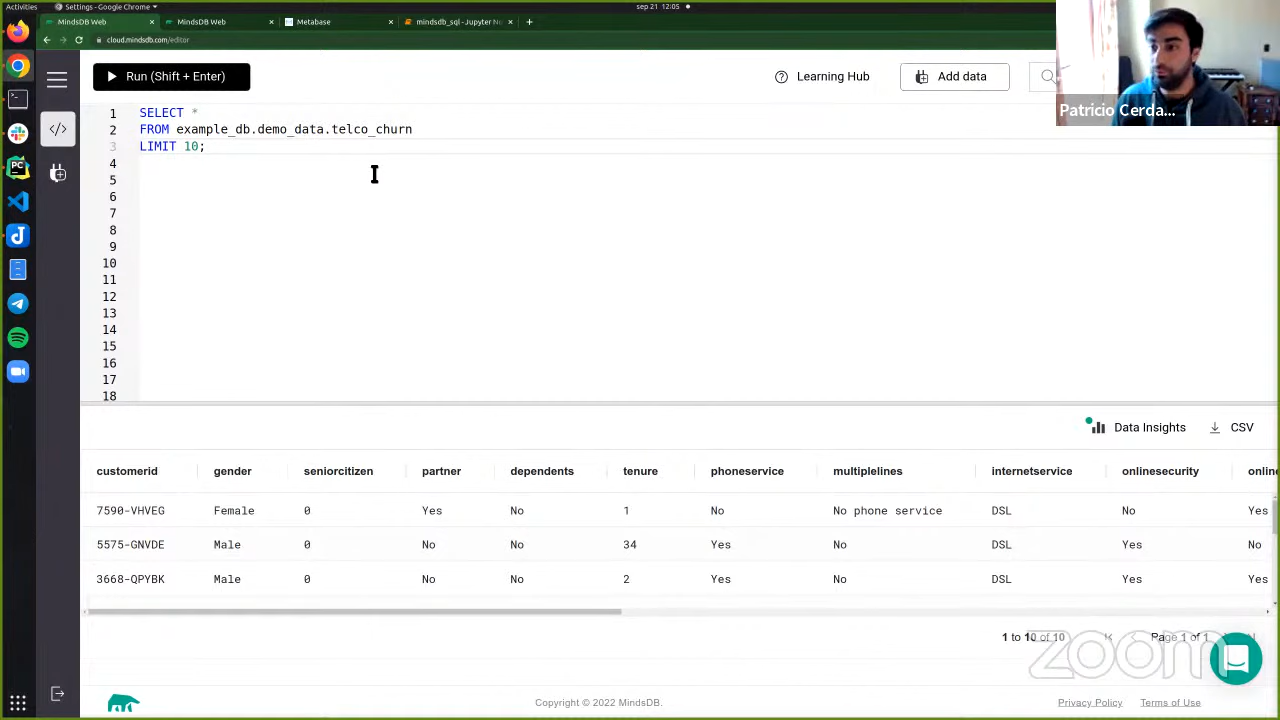 Activities
Settings - Google Chrome
sep 21 12:05
MindsDB Web
MindsDB Web
Metabase
mindsdb_sql - Jupyter No
cloud.mindsdb.com/editor
Run (Shift + Enter)
Learning Hub
Add data
Patricio Cerda...
1 SELECT *
2 FROM example_db.demo_data.telco_churn
3 LIMIT 10;
4
5
6
7
8
9
10
11
12
13
14
15
16
17
18
Data Insights
CSV
customerid gender seniorcitizen partner dependents tenure phoneservice multiplelines internetservice onlinesecurity online
7590-VHVEG Female 0 Yes No 1 No No phone service DSL No Yes
5575-GNVDE Male 0 No No 34 Yes No DSL Yes No
3668-QPYBK Male 0 No No 2 Yes No DSL Yes Yes
1 to 10 of 10 Page 1 of 1
zoom
Copyright © 2022 MindsDB.
Privacy Policy
Terms of Use